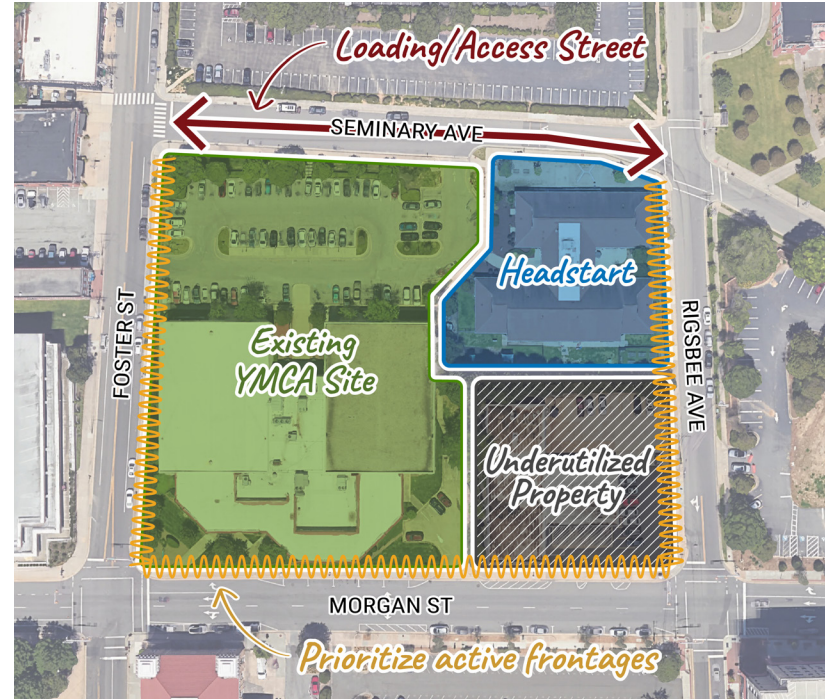 Loading/Access Street
SEMINARY AVE
Headstart
FOSTER ST
RIGSBEE AVE
Existing
YMCA Site
Underutilized
Property
MORGAN ST
Prioritize active frontages